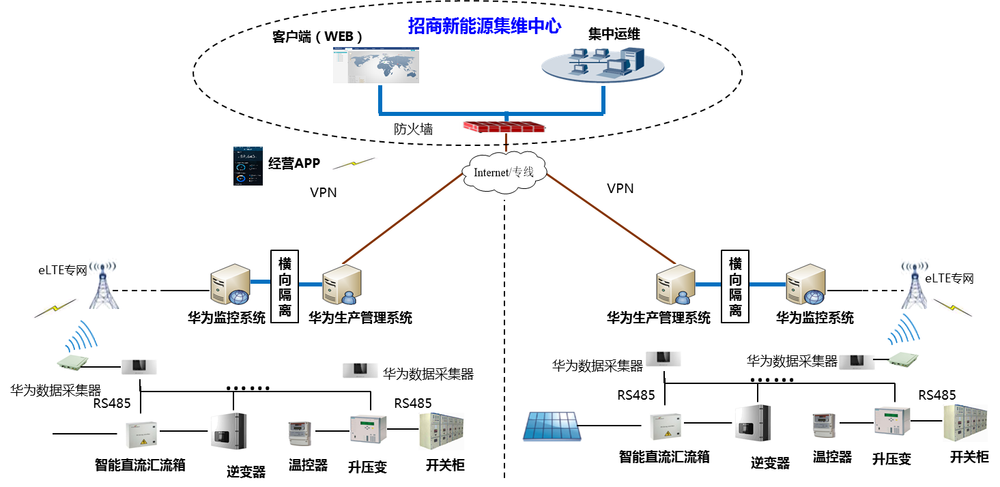 招商新能源集维中心
客户端（WEB）
集中运维
防火墙
经营APP
Internet/专线
VPN
VPN
eLTE专网
横向隔离
华为监控系统
华为生产管理系统
横向隔离
eLTE专网
华为生产管理系统
华为监控系统
华为数据采集器
华为数据采集器
RS485
RS485
智能直流汇流箱
逆变器
温控器
升压变
开关柜
华为数据采集器
华为数据采集器
RS485
RS485
智能直流汇流箱
逆变器
温控器
升压变
开关柜